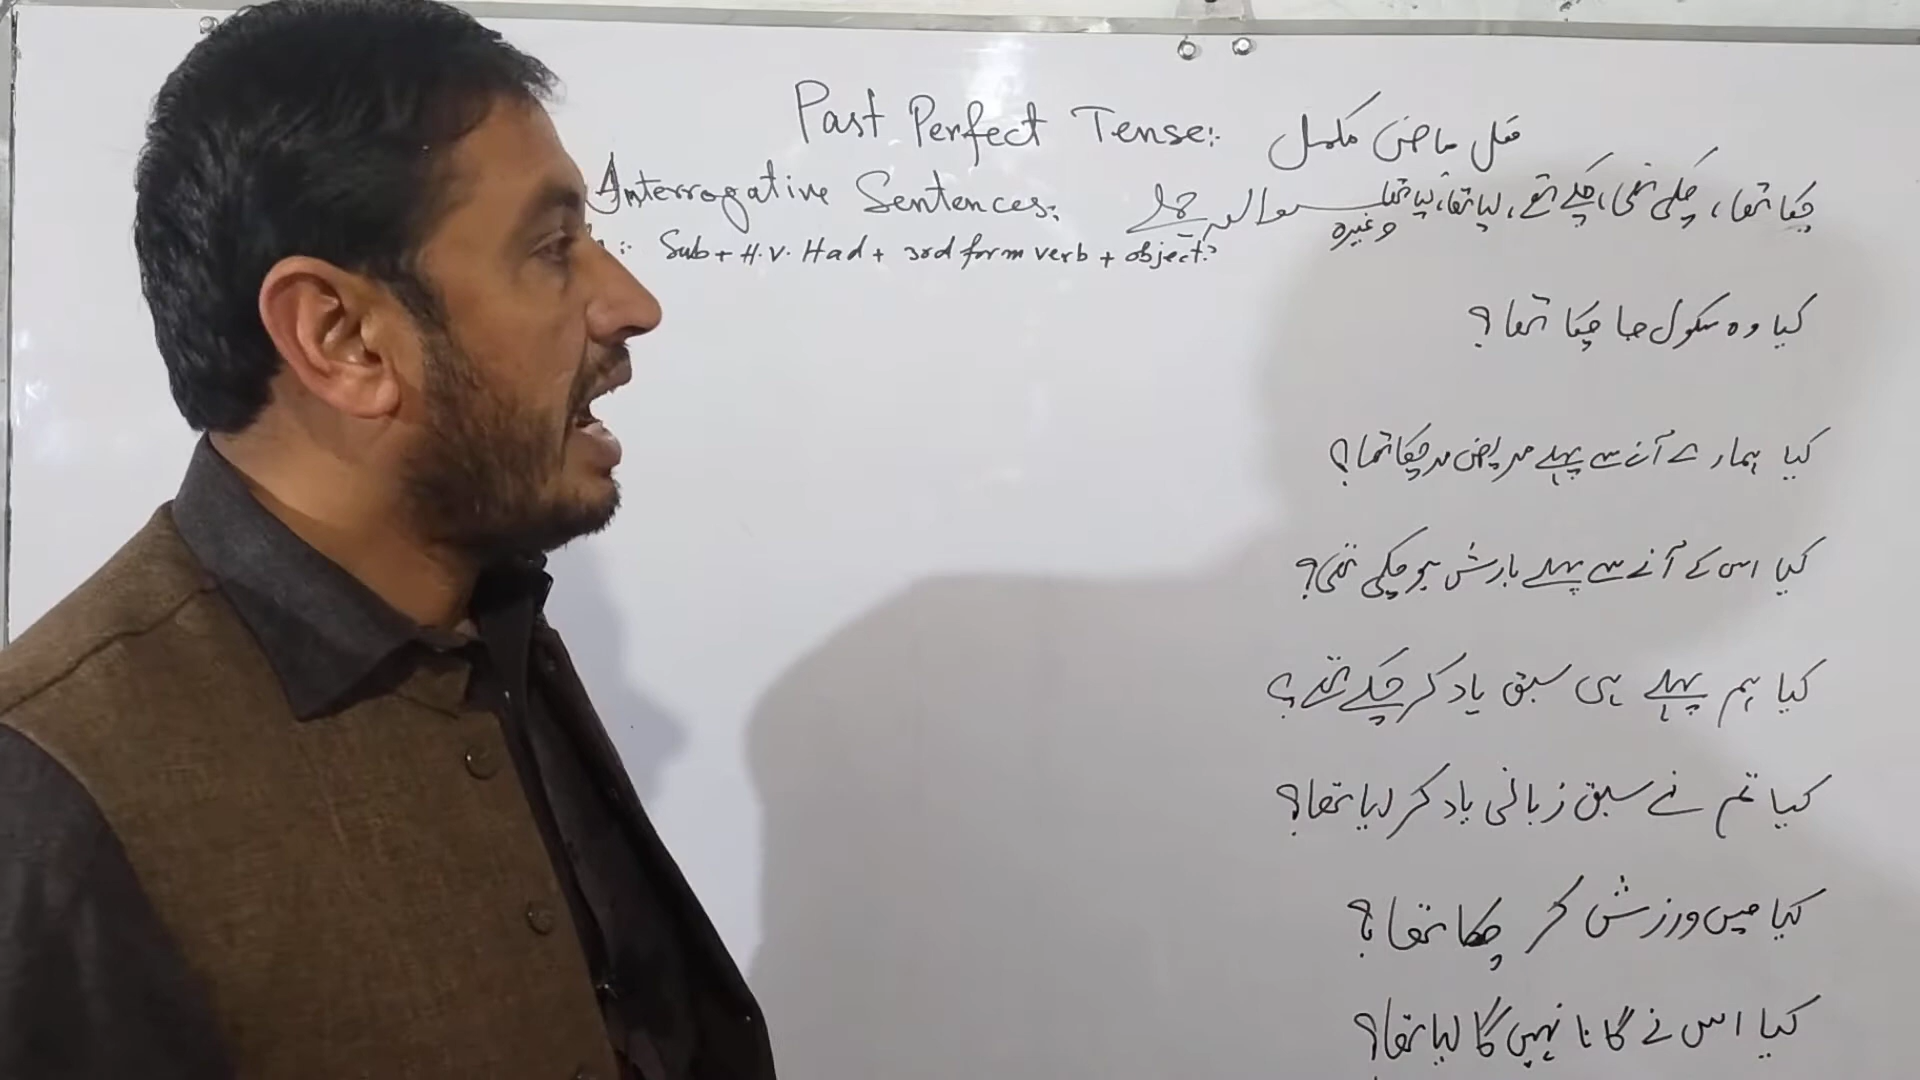 Past Perfect Tense:. فعل ماضی مکمل
Interrogative Sentences:. سوالیہ جملے
چکا تھا، چکی تھی، چکے تھے، لیا تھا، لیا تھا وغیرہ
Sub + H.V. Had + 3rd form verb + object:
کیا وہ سکول جا چکا تھا؟
کیا ہمارے آنے سے پہلے مریض مر چکا تھا؟
کیا اس کے آنے سے پہلے بارش ہو چکی تھی؟
کیا ہم پہلے ہی سبق یاد کر چکے تھے؟
کیا تم نے سبق زبانی یاد کر لیا تھا؟
کیا میں ورزش کر چکا تھا؟
کیا اس نے گانا نہیں گا لیا تھا؟